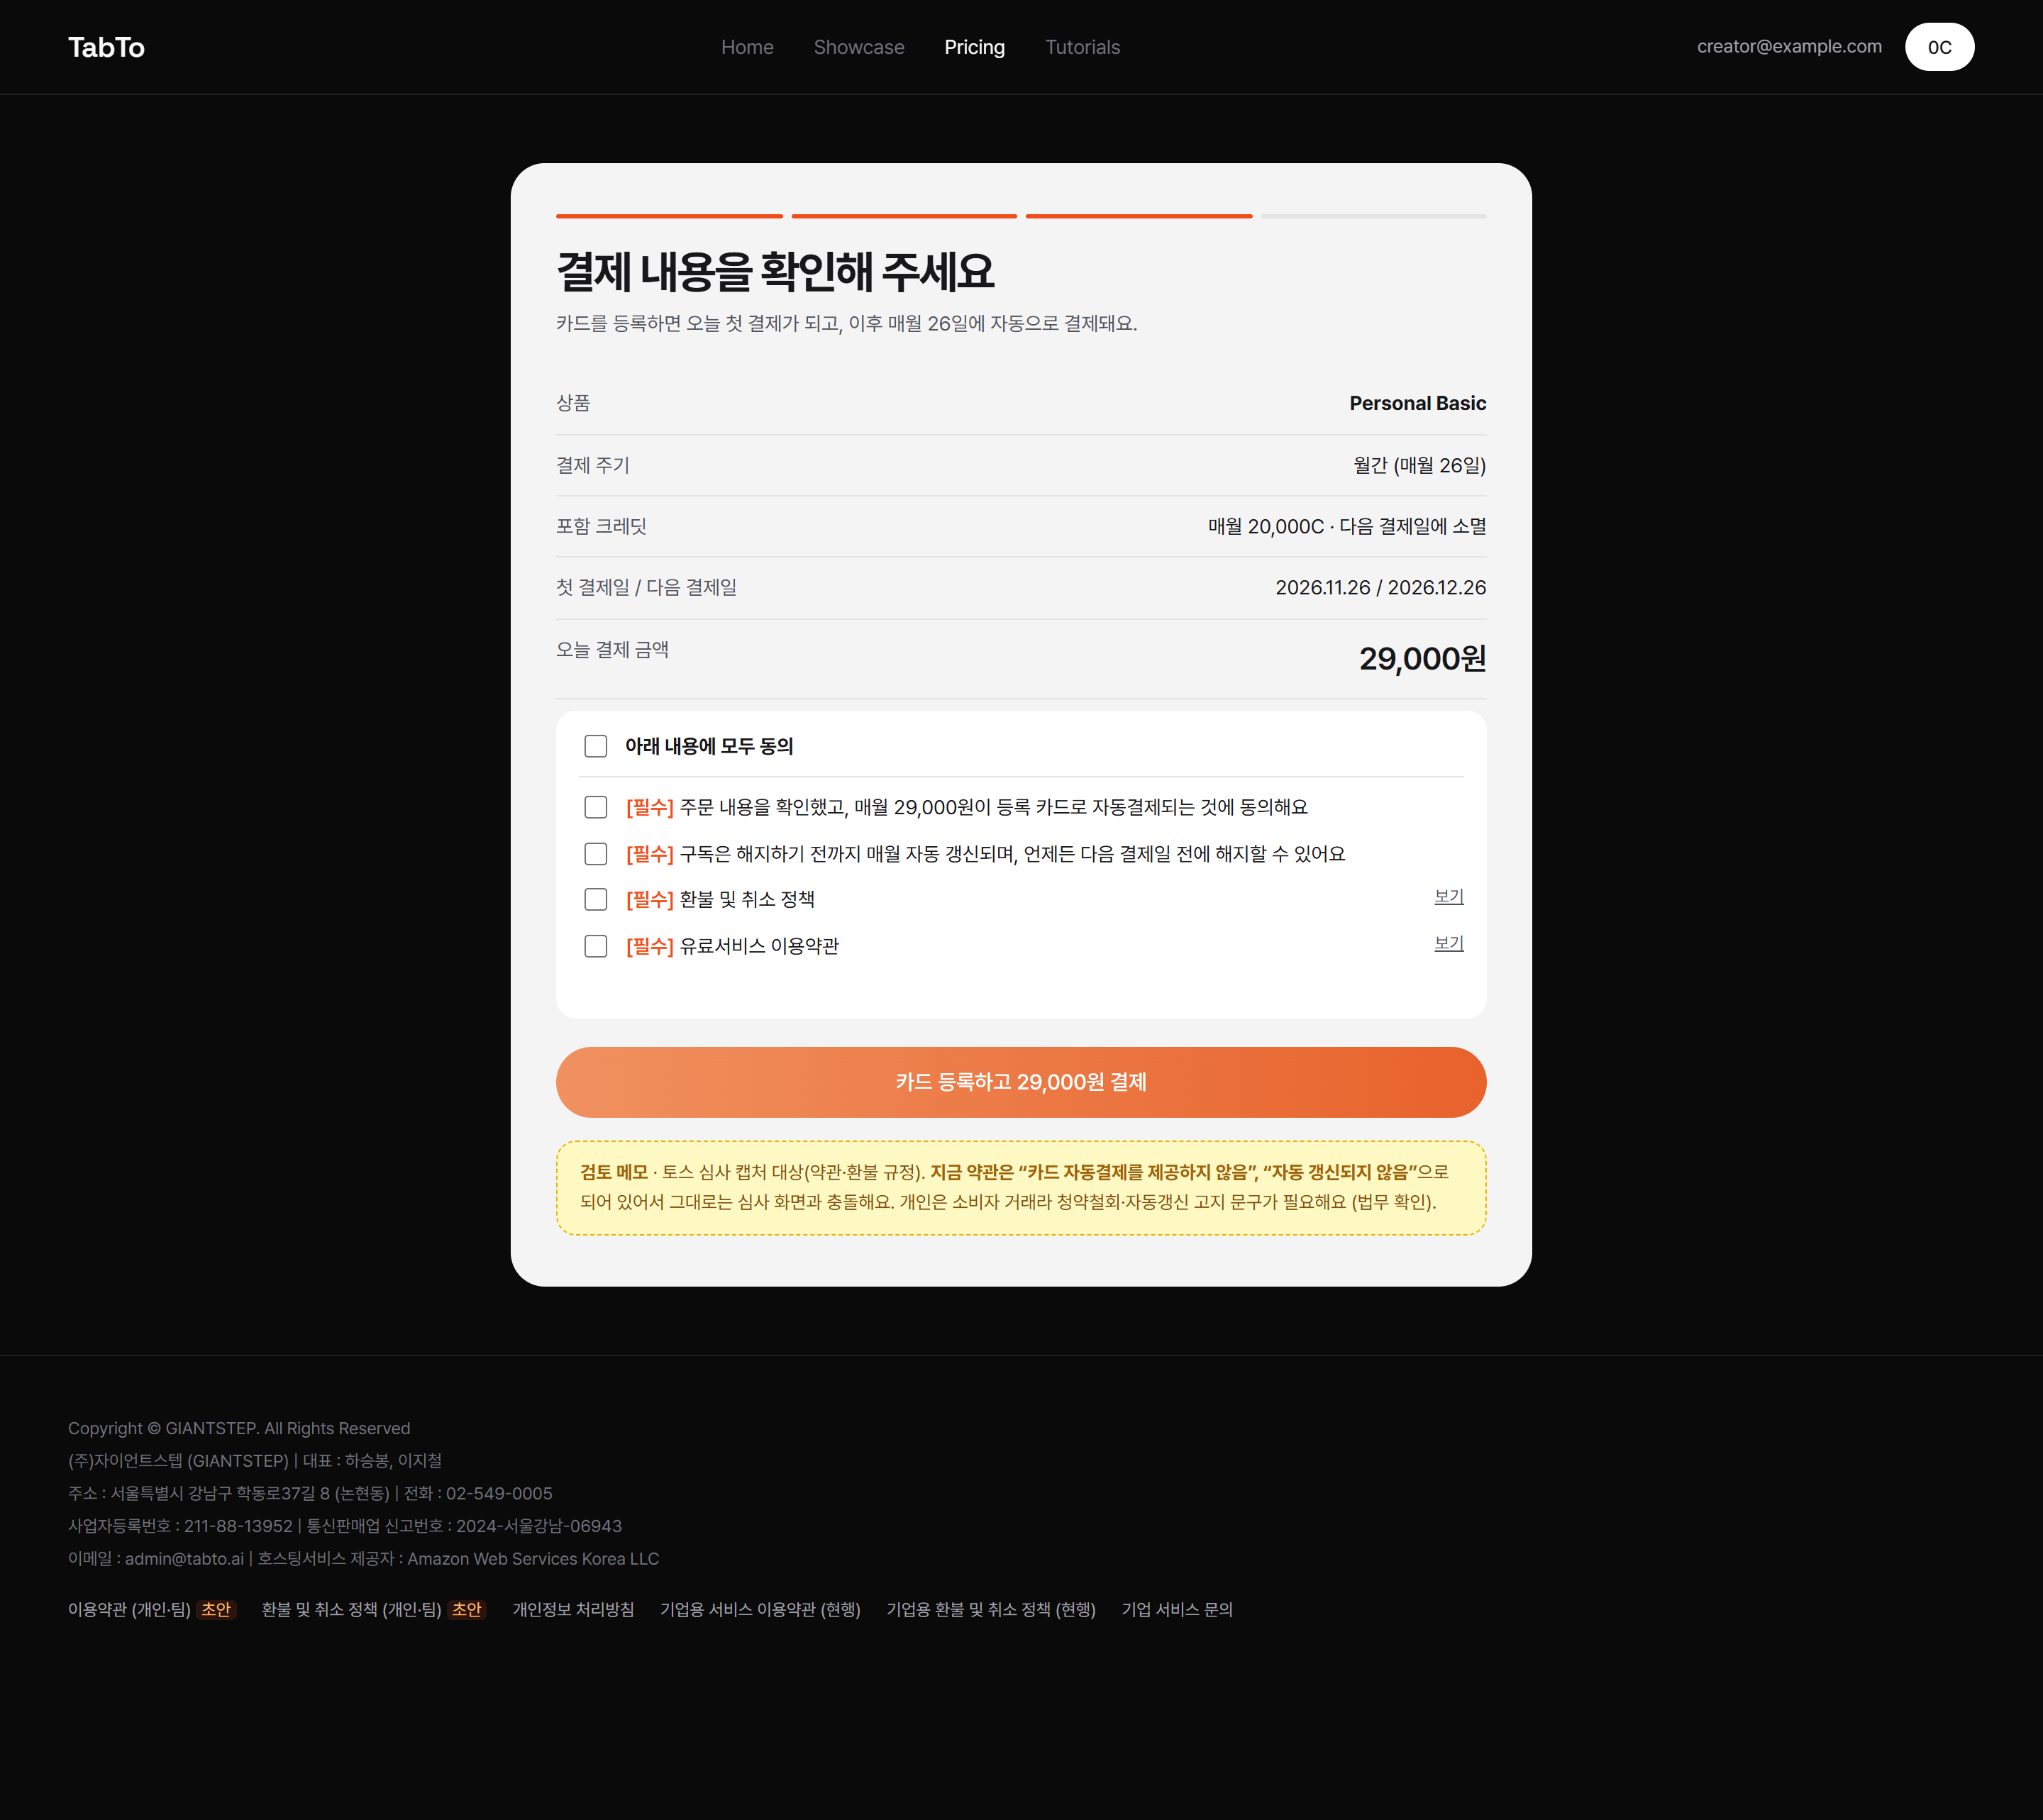 TabTo
Home Showcase Pricing Tutorials
creator@example.com 0C
결제 내용을 확인해 주세요
카드를 등록하면 오늘 첫 결제가 되고, 이후 매월 26일에 자동으로 결제돼요.
상품 Personal Basic
결제 주기 월간 (매월 26일)
포함 크레딧 매월 20,000C · 다음 결제일에 소멸
첫 결제일 / 다음 결제일 2026.11.26 / 2026.12.26
오늘 결제 금액 29,000원
아래 내용에 모두 동의
[필수] 주문 내용을 확인했고, 매월 29,000원이 등록 카드로 자동결제되는 것에 동의해요
[필수] 구독은 해지하기 전까지 매월 자동 갱신되며, 언제든 다음 결제일 전에 해지할 수 있어요
[필수] 환불 및 취소 정책 보기
[필수] 유료서비스 이용약관 보기
카드 등록하고 29,000원 결제
검토 메모 · 토스 심사 캡처 대상(약관·환불 규정). 지금 약관은 “카드 자동결제를 제공하지 않음”, “자동 갱신되지 않음”으로
되어 있어서 그대로는 심사 화면과 충돌해요. 개인은 소비자 거래라 청약철회·자동갱신 고지 문구가 필요해요 (법무 확인).
Copyright © GIANTSTEP. All Rights Reserved
(주)자이언트스텝 (GIANTSTEP) | 대표 : 하승봉, 이지철
주소 : 서울특별시 강남구 학동로37길 8 (논현동) | 전화 : 02-549-0005
사업자등록번호 : 211-88-13952 | 통신판매업 신고번호 : 2024-서울강남-06943
이메일 : admin@tabto.ai | 호스팅서비스 제공자 : Amazon Web Services Korea LLC
이용약관 (개인·팀) 초안 환불 및 취소 정책 (개인·팀) 초안 개인정보 처리방침 기업용 서비스 이용약관 (현행) 기업용 환불 및 취소 정책 (현행) 기업 서비스 문의